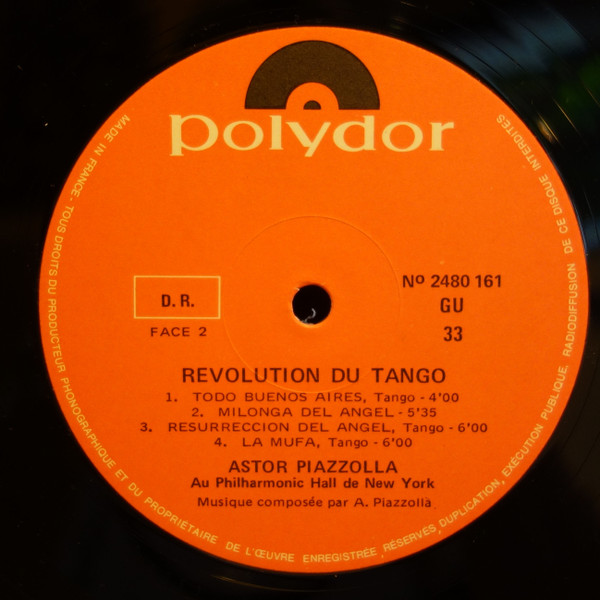 polydor
Nº 2480 161
D. R.
GU
FACE 2
33
REVOLUTION DU TANGO
1. TODO BUENOS AIRES, Tango - 4'00
2. MILONGA DEL ANGEL - 5'35
3. RESURRECCION DEL ANGEL, Tango - 6'00
4. LA MUFA, Tango - 6'00
ASTOR PIAZZOLLA
Au Philharmonic Hall de New York
Musique composée par A. Piazzolla
MADE IN FRANCE - TOUS DROITS DU PRODUCTEUR PHONOGRAPHIQUE ET DU PROPRIETAIRE DE L'ŒUVRE ENREGISTRÉE, RÉSERVÉS, DUPLICATION, EXÉCUTION PUBLIQUE, RADIODIFFUSION DE CE DISQUE INTERDITES